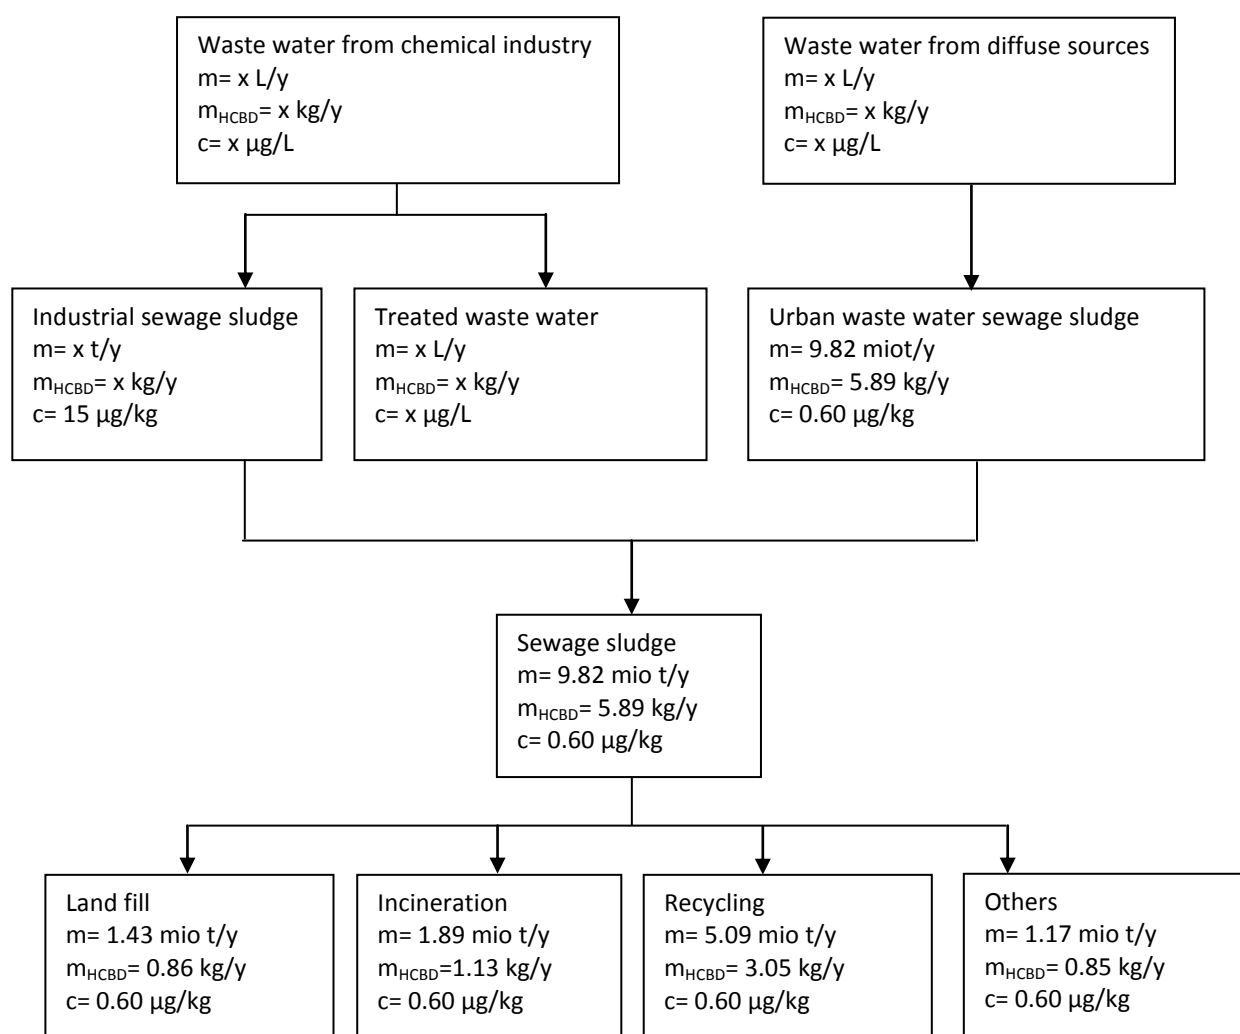 Waste water from chemical industry
m= x L/y
mHCBD= x kg/y
c= x µg/L
Waste water from diffuse sources
m= x L/y
mHCBD= x kg/y
c= x µg/L
Industrial sewage sludge
m= x t/y
mHCBD= x kg/y
c= 15 µg/kg
Treated waste water
m= x L/y
mHCBD= x kg/y
c= x µg/L
Urban waste water sewage sludge
m= 9.82 miot/y
mHCBD= 5.89 kg/y
c= 0.60 µg/kg
Sewage sludge
m= 9.82 mio t/y
mHCBD= 5.89 kg/y
c= 0.60 µg/kg
Land fill
m= 1.43 mio t/y
mHCBD= 0.86 kg/y
c= 0.60 µg/kg
Incineration
m= 1.89 mio t/y
mHCBD=1.13 kg/y
c= 0.60 µg/kg
Recycling
m= 5.09 mio t/y
mHCBD= 3.05 kg/y
c= 0.60 µg/kg
Others
m= 1.17 mio t/y
mHCBD= 0.85 kg/y
c= 0.60 µg/kg